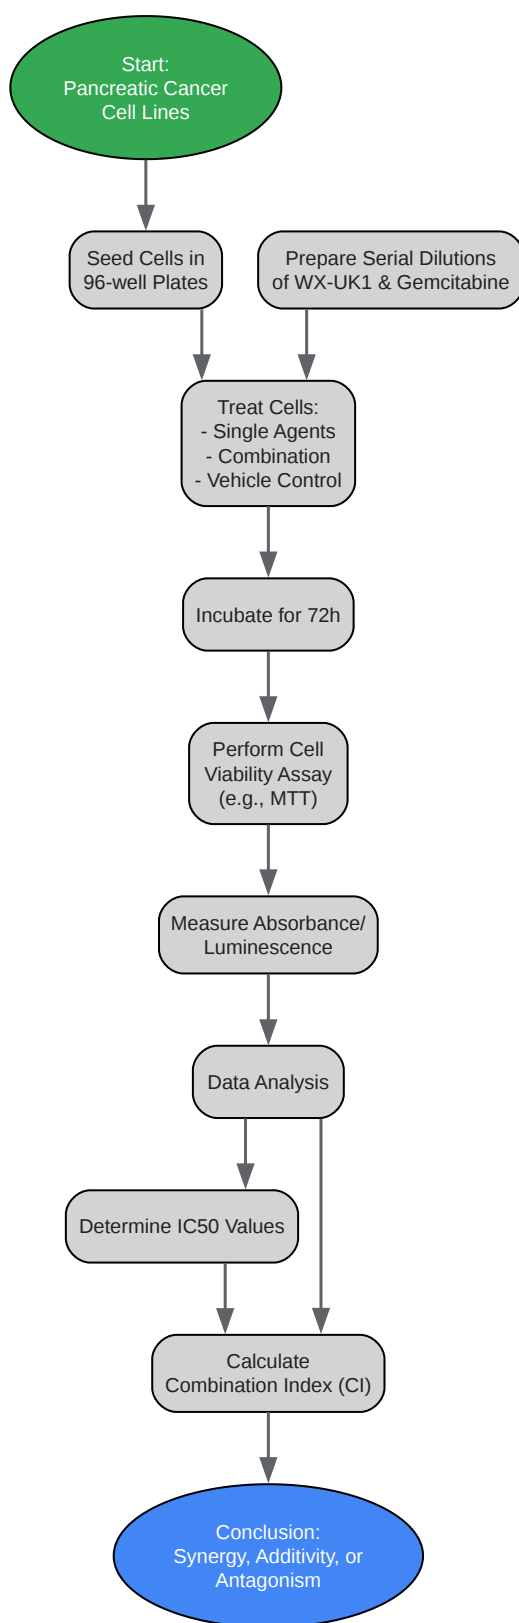 Start:
Pancreatic Cancer
Cell Lines
Seed Cells in
96-well Plates
Prepare Serial Dilutions
of WX-UK1 & Gemcitabine
Treat Cells:
- Single Agents
- Combination
- Vehicle Control
Incubate for 72h
Perform Cell
Viability Assay
(e.g., MTT)
Measure Absorbance/
Luminescence
Data Analysis
Determine IC50 Values
Calculate
Combination Index (CI)
Conclusion:
Synergy, Additivity, or
Antagonism